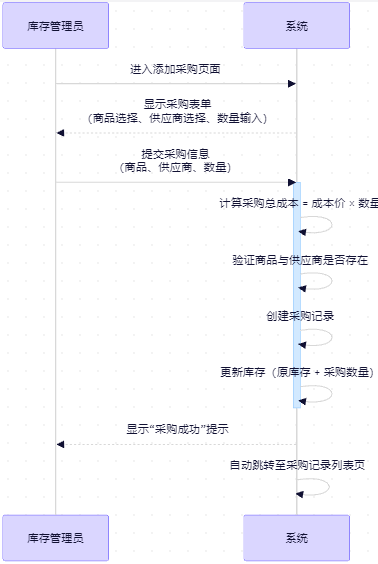 库存管理员
系统
进入添加采购页面
显示采购表单
(商品选择、供应商选择、数量输入)
提交采购信息
(商品、供应商、数量)
计算采购总成本 = 成本价 x 数量
验证商品与供应商是否存在
创建采购记录
更新库存（原库存 + 采购数量）
显示“采购成功”提示
自动跳转至采购记录列表页
库存管理员
系统